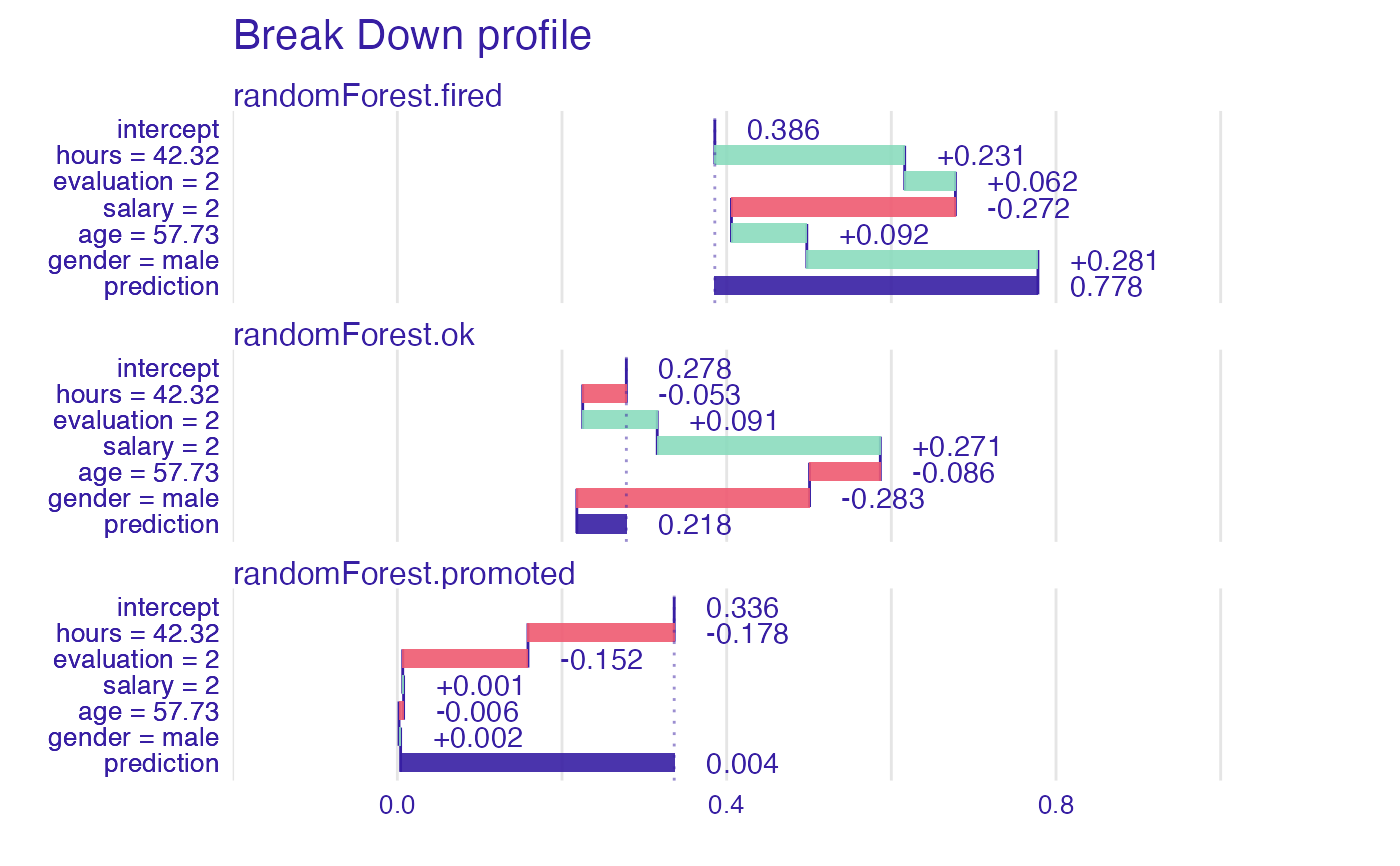 Break Down profile
randomForest.fired
intercept 0.386
hours = 42.32 +0.231
evaluation = 2 +0.062
salary = 2 -0.272
age = 57.73 +0.092
gender = male +0.281
prediction 0.778
randomForest.ok
intercept 0.278
hours = 42.32 -0.053
evaluation = 2 +0.091
salary = 2 +0.271
age = 57.73 -0.086
gender = male -0.283
prediction 0.218
randomForest.promoted
intercept 0.336
hours = 42.32 -0.178
evaluation = 2 -0.152
salary = 2 +0.001
age = 57.73 -0.006
gender = male +0.002
prediction 0.004
0.0 0.4 0.8